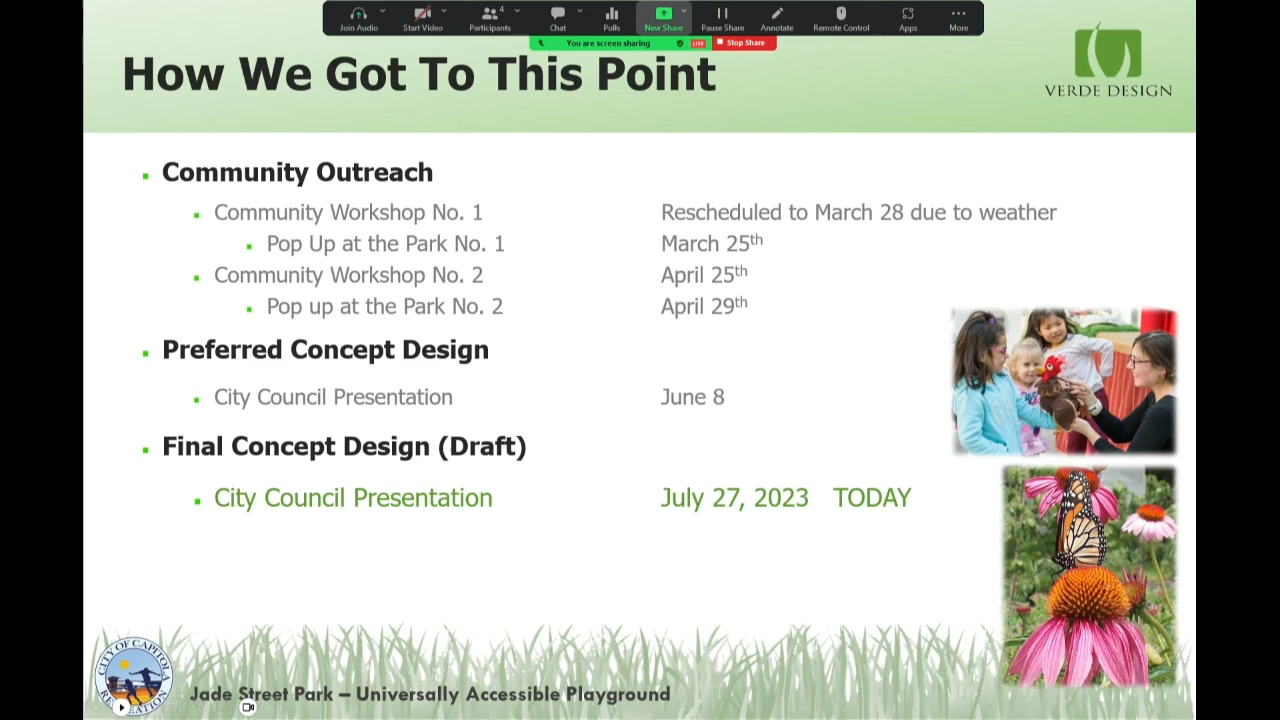 Join Audio
Start Video
Participants
4
Chat
Polls
New Share
Pause Share
Annotate
Remote Control
Apps
More
You are screen sharing
LIVE
Stop Share
How We Got To This Point
VERDE DESIGN
Community Outreach
Community Workshop No. 1 Rescheduled to March 28 due to weather
Pop Up at the Park No. 1 March 25th
Community Workshop No. 2 April 25th
Pop up at the Park No. 2 April 29th
Preferred Concept Design
City Council Presentation June 8
Final Concept Design (Draft)
City Council Presentation July 27, 2023 TODAY
CITY OF CAPITOLA
RECREATION
Jade Street Park – Universally Accessible Playground